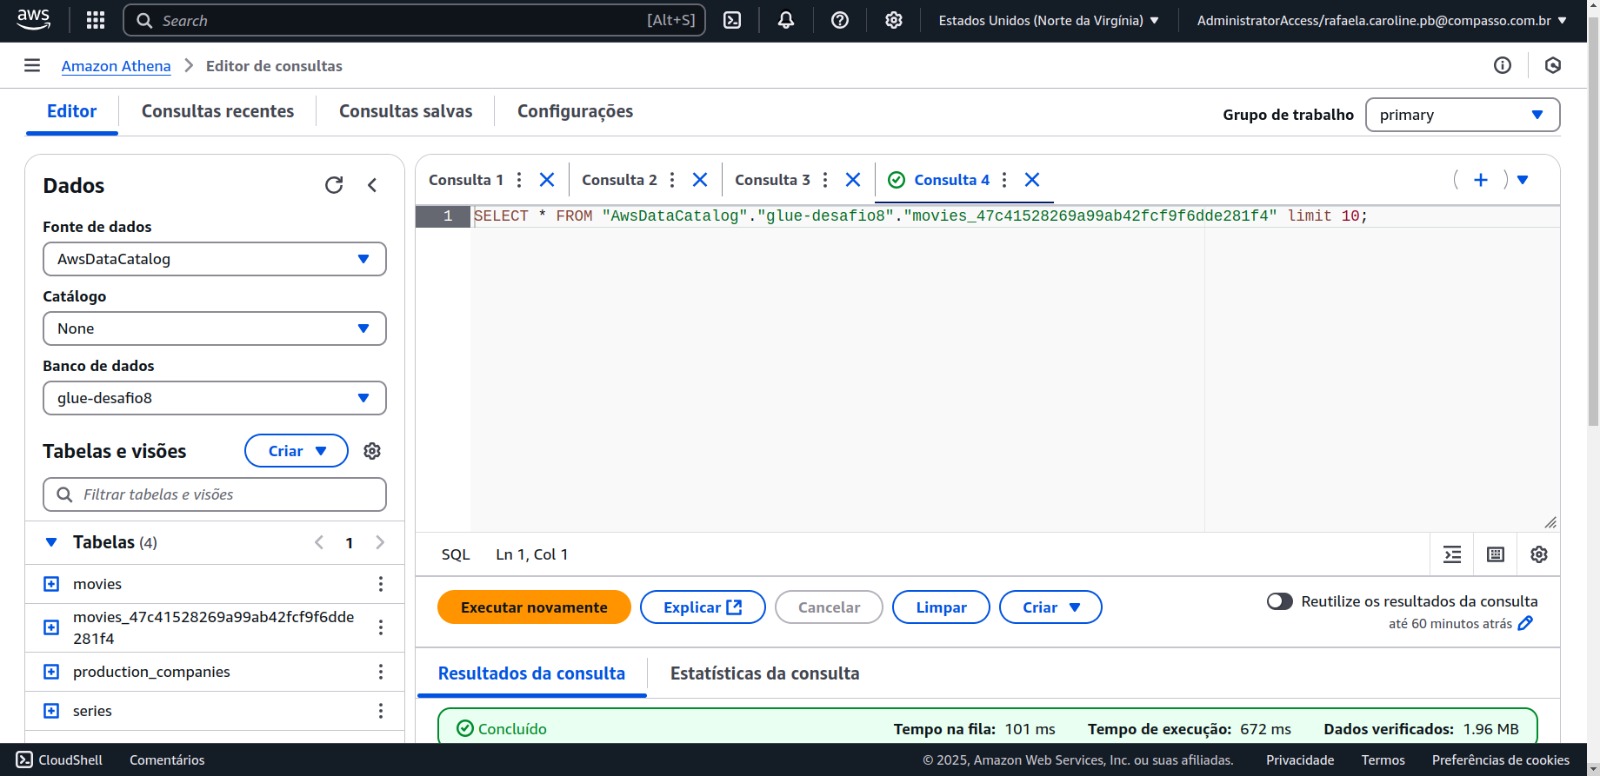 aws
Search
[Alt+S]
Estados Unidos (Norte da Virgínia)
AdministratorAccess/rafaela.caroline.pb@compasso.com.br
Amazon Athena
Editor de consultas
Editor
Consultas recentes
Consultas salvas
Configurações
Grupo de trabalho
primary
Dados
Fonte de dados
AwsDataCatalog
Catálogo
None
Banco de dados
glue-desafio8
Tabelas e visões
Criar
Filtrar tabelas e visões
Tabelas (4)
1
movies
movies_47c41528269a99ab42fcf9f6dde
281f4
production_companies
series
Consulta 1
Consulta 2
Consulta 3
Consulta 4
1 SELECT * FROM "AwsDataCatalog"."glue-desafio8"."movies_47c41528269a99ab42fcf9f6dde281f4" limit 10;
SQL
Ln 1, Col 1
Executar novamente
Explicar
Cancelar
Limpar
Criar
Reutilize os resultados da consulta
até 60 minutos atrás
Resultados da consulta
Estatísticas da consulta
Concluído
Tempo na fila: 101 ms
Tempo de execução: 672 ms
Dados verificados: 1.96 MB
CloudShell
Comentários
© 2025, Amazon Web Services, Inc. ou suas afiliadas.
Privacidade
Termos
Preferências de cookies